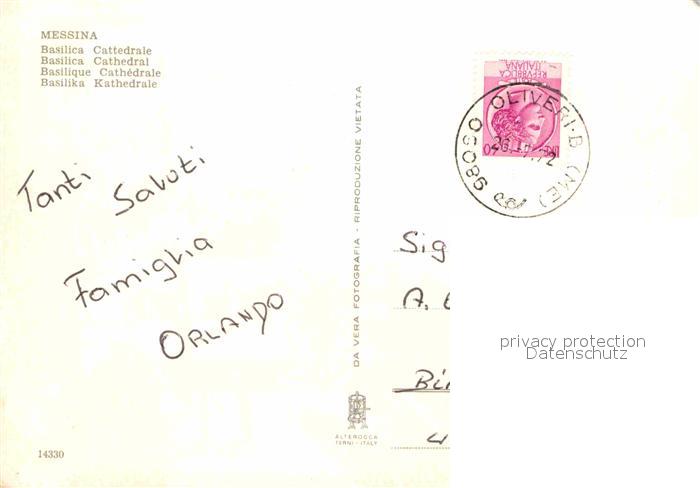 MESSINA
Basilica Cattedrale
Basilica Cathedral
Basilique Cathédrale
Basilika Kathedrale
Tanti Saluti
Famiglia
ORLANDO
14330
DA VERA FOTOGRAFIA - RIPRODUZIONE VIETATA
ALTEROCCA
TERNI - ITALY
REPVBBLICA
ITALIANA
98060 OLIVERI-B (ME)
Sig
A.
privacy protection
Datenschutz